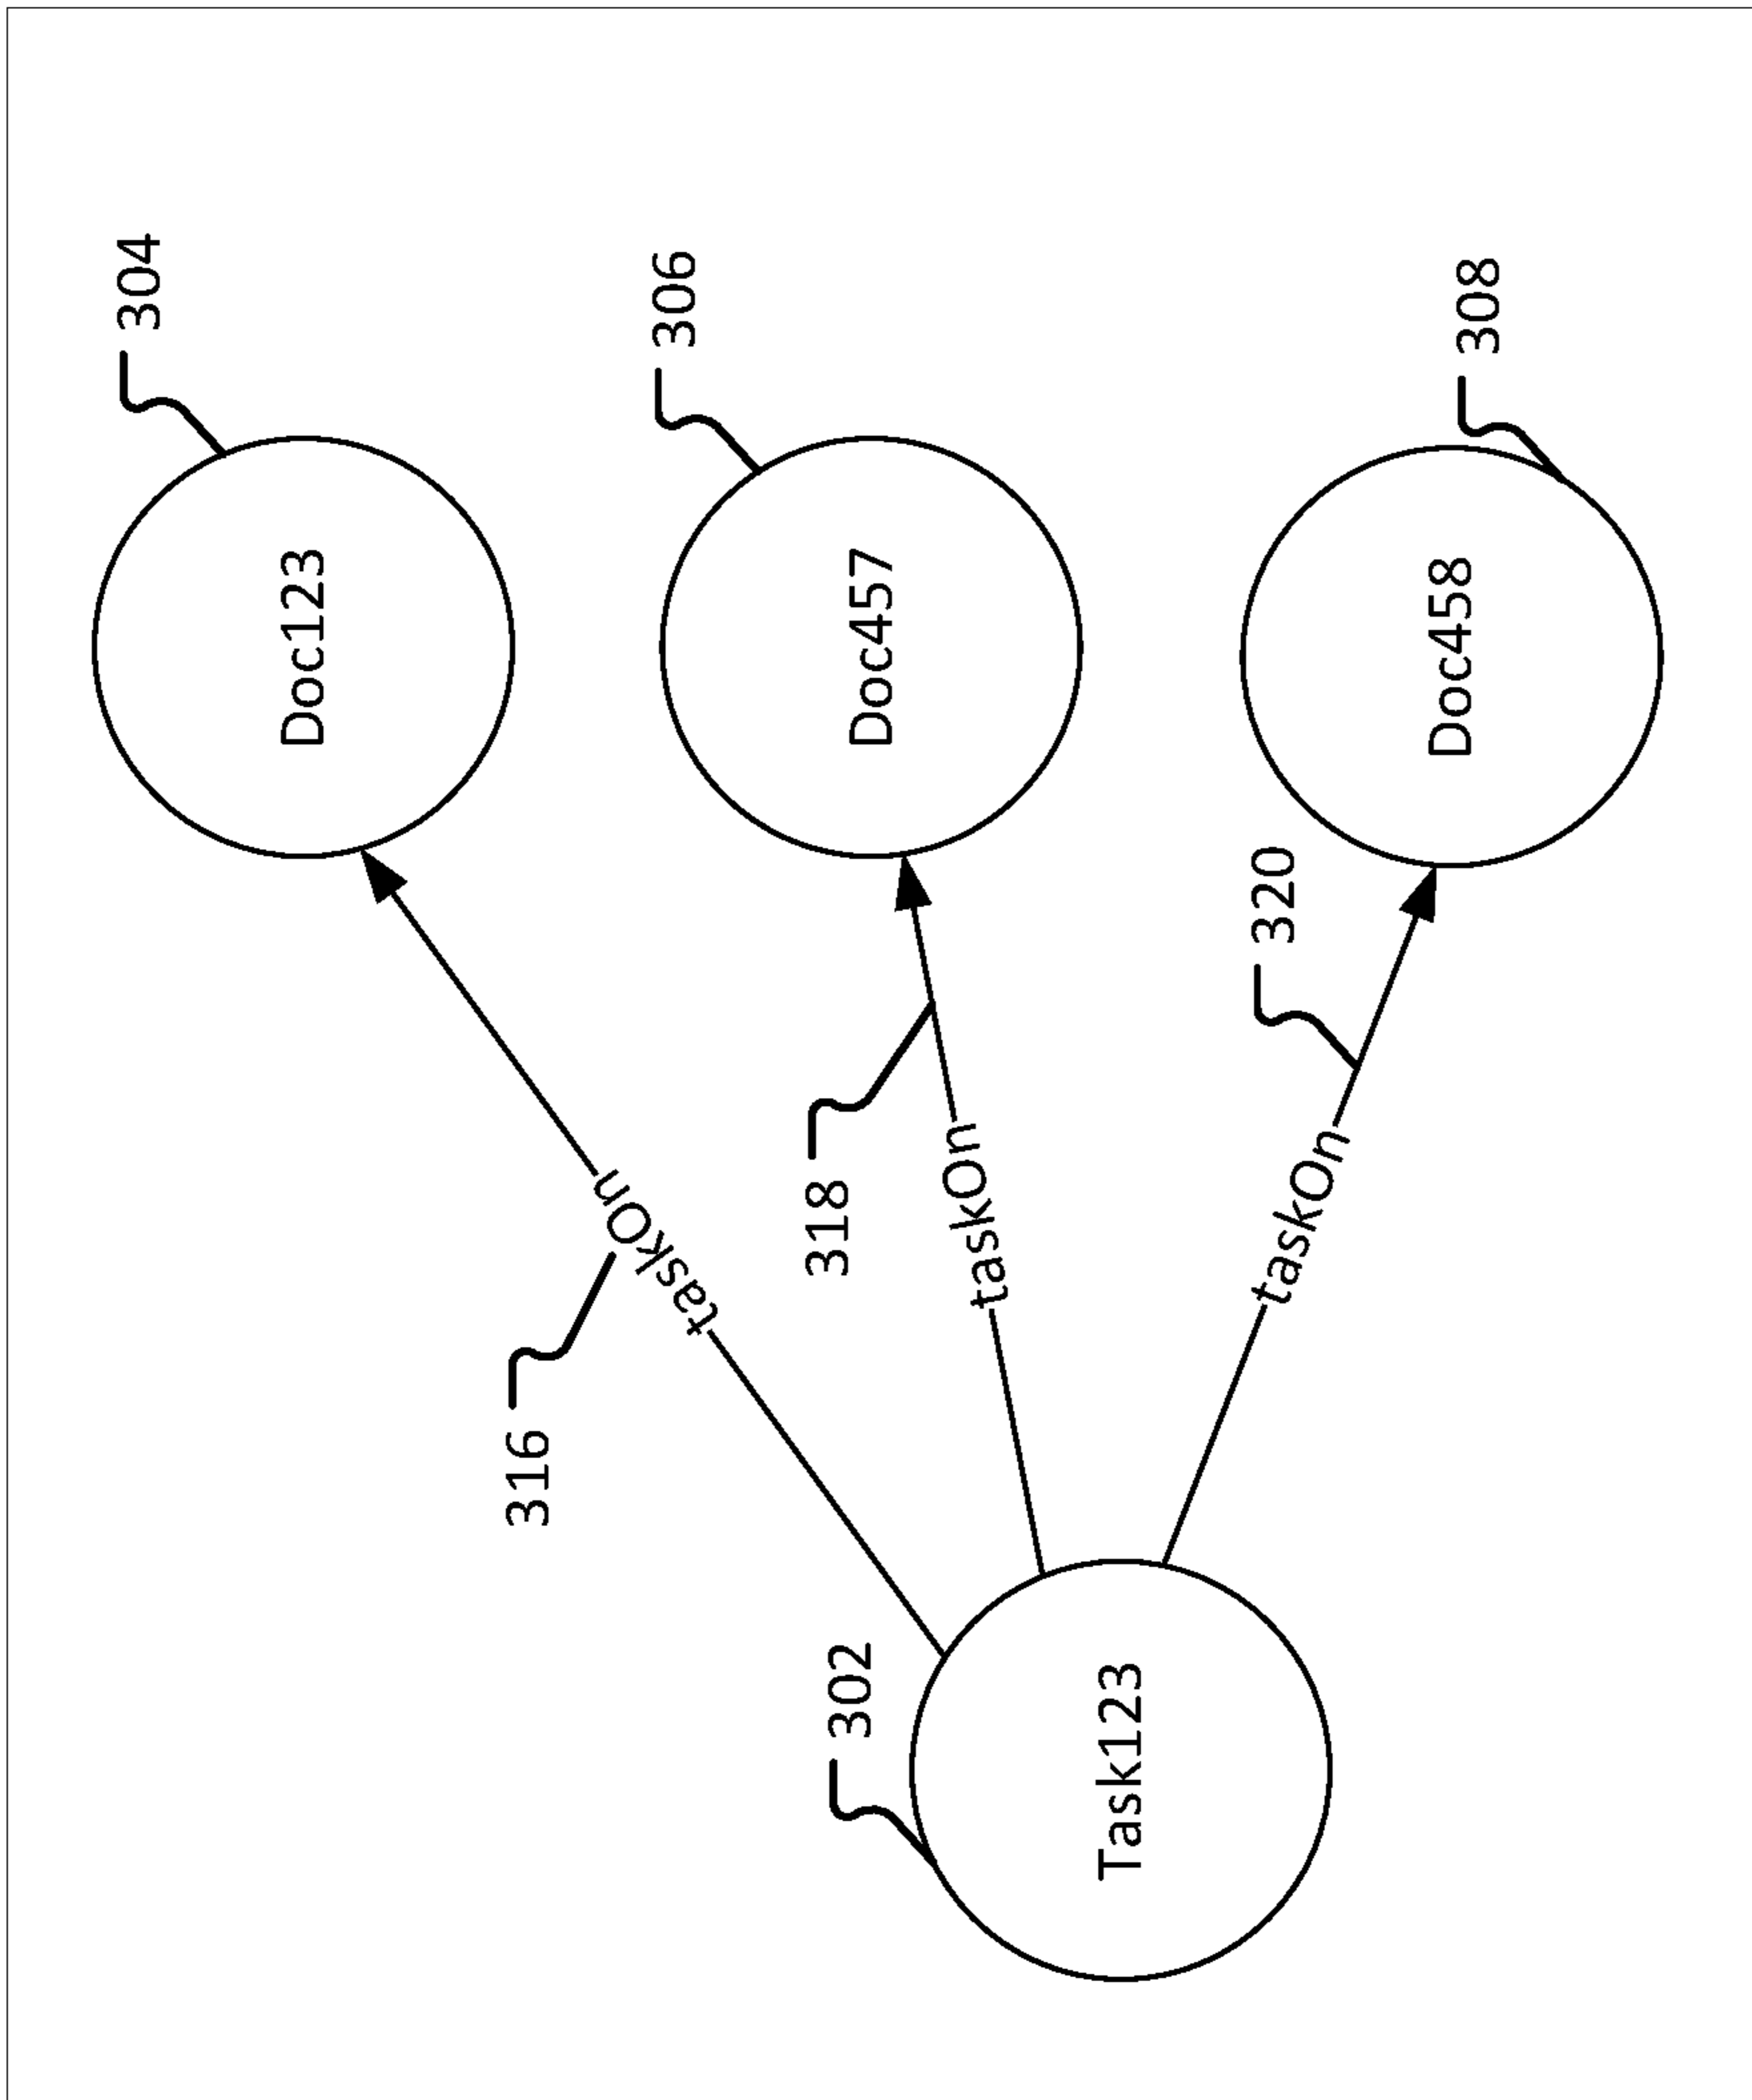 304
Doc123
316
taskOn
306
Doc457
318
taskOn
302
Task123
320
taskOn
308
Doc458